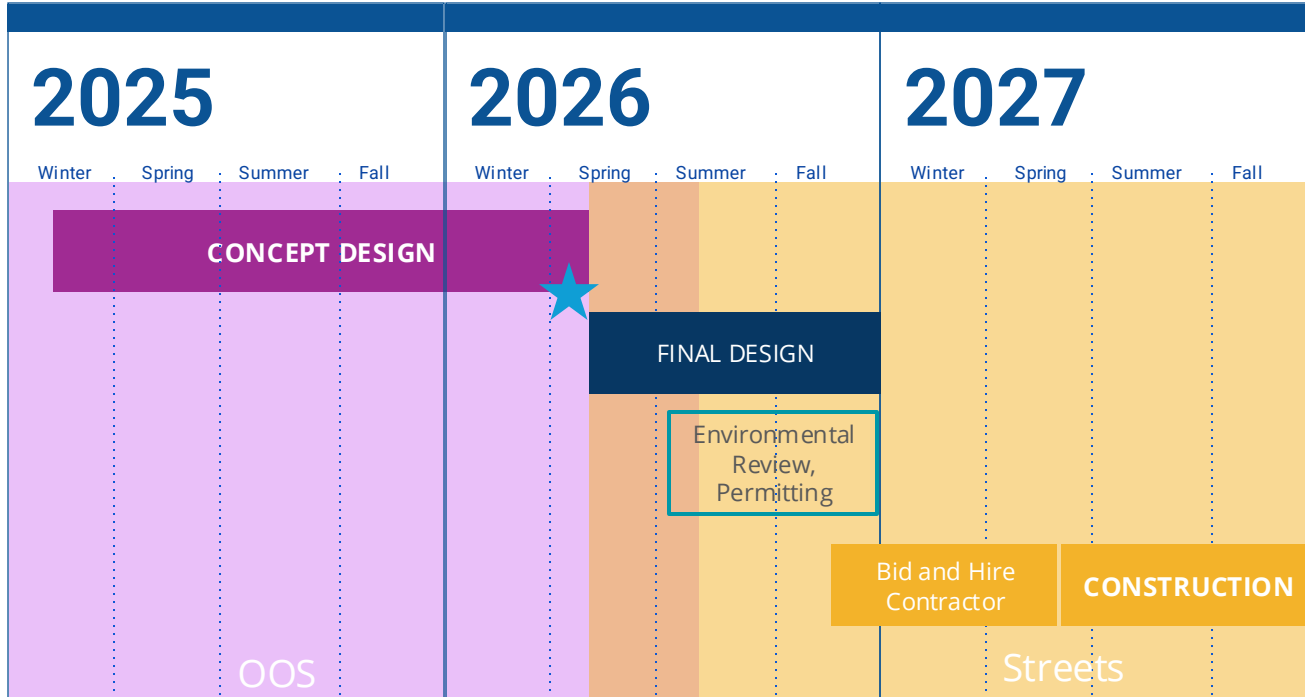 2025 2026 2027
Winter Spring Summer Fall Winter Spring Summer Fall Winter Spring Summer Fall
CONCEPT DESIGN
FINAL DESIGN
Environmental
Review,
Permitting
Bid and Hire
Contractor
CONSTRUCTION
OOS
Streets